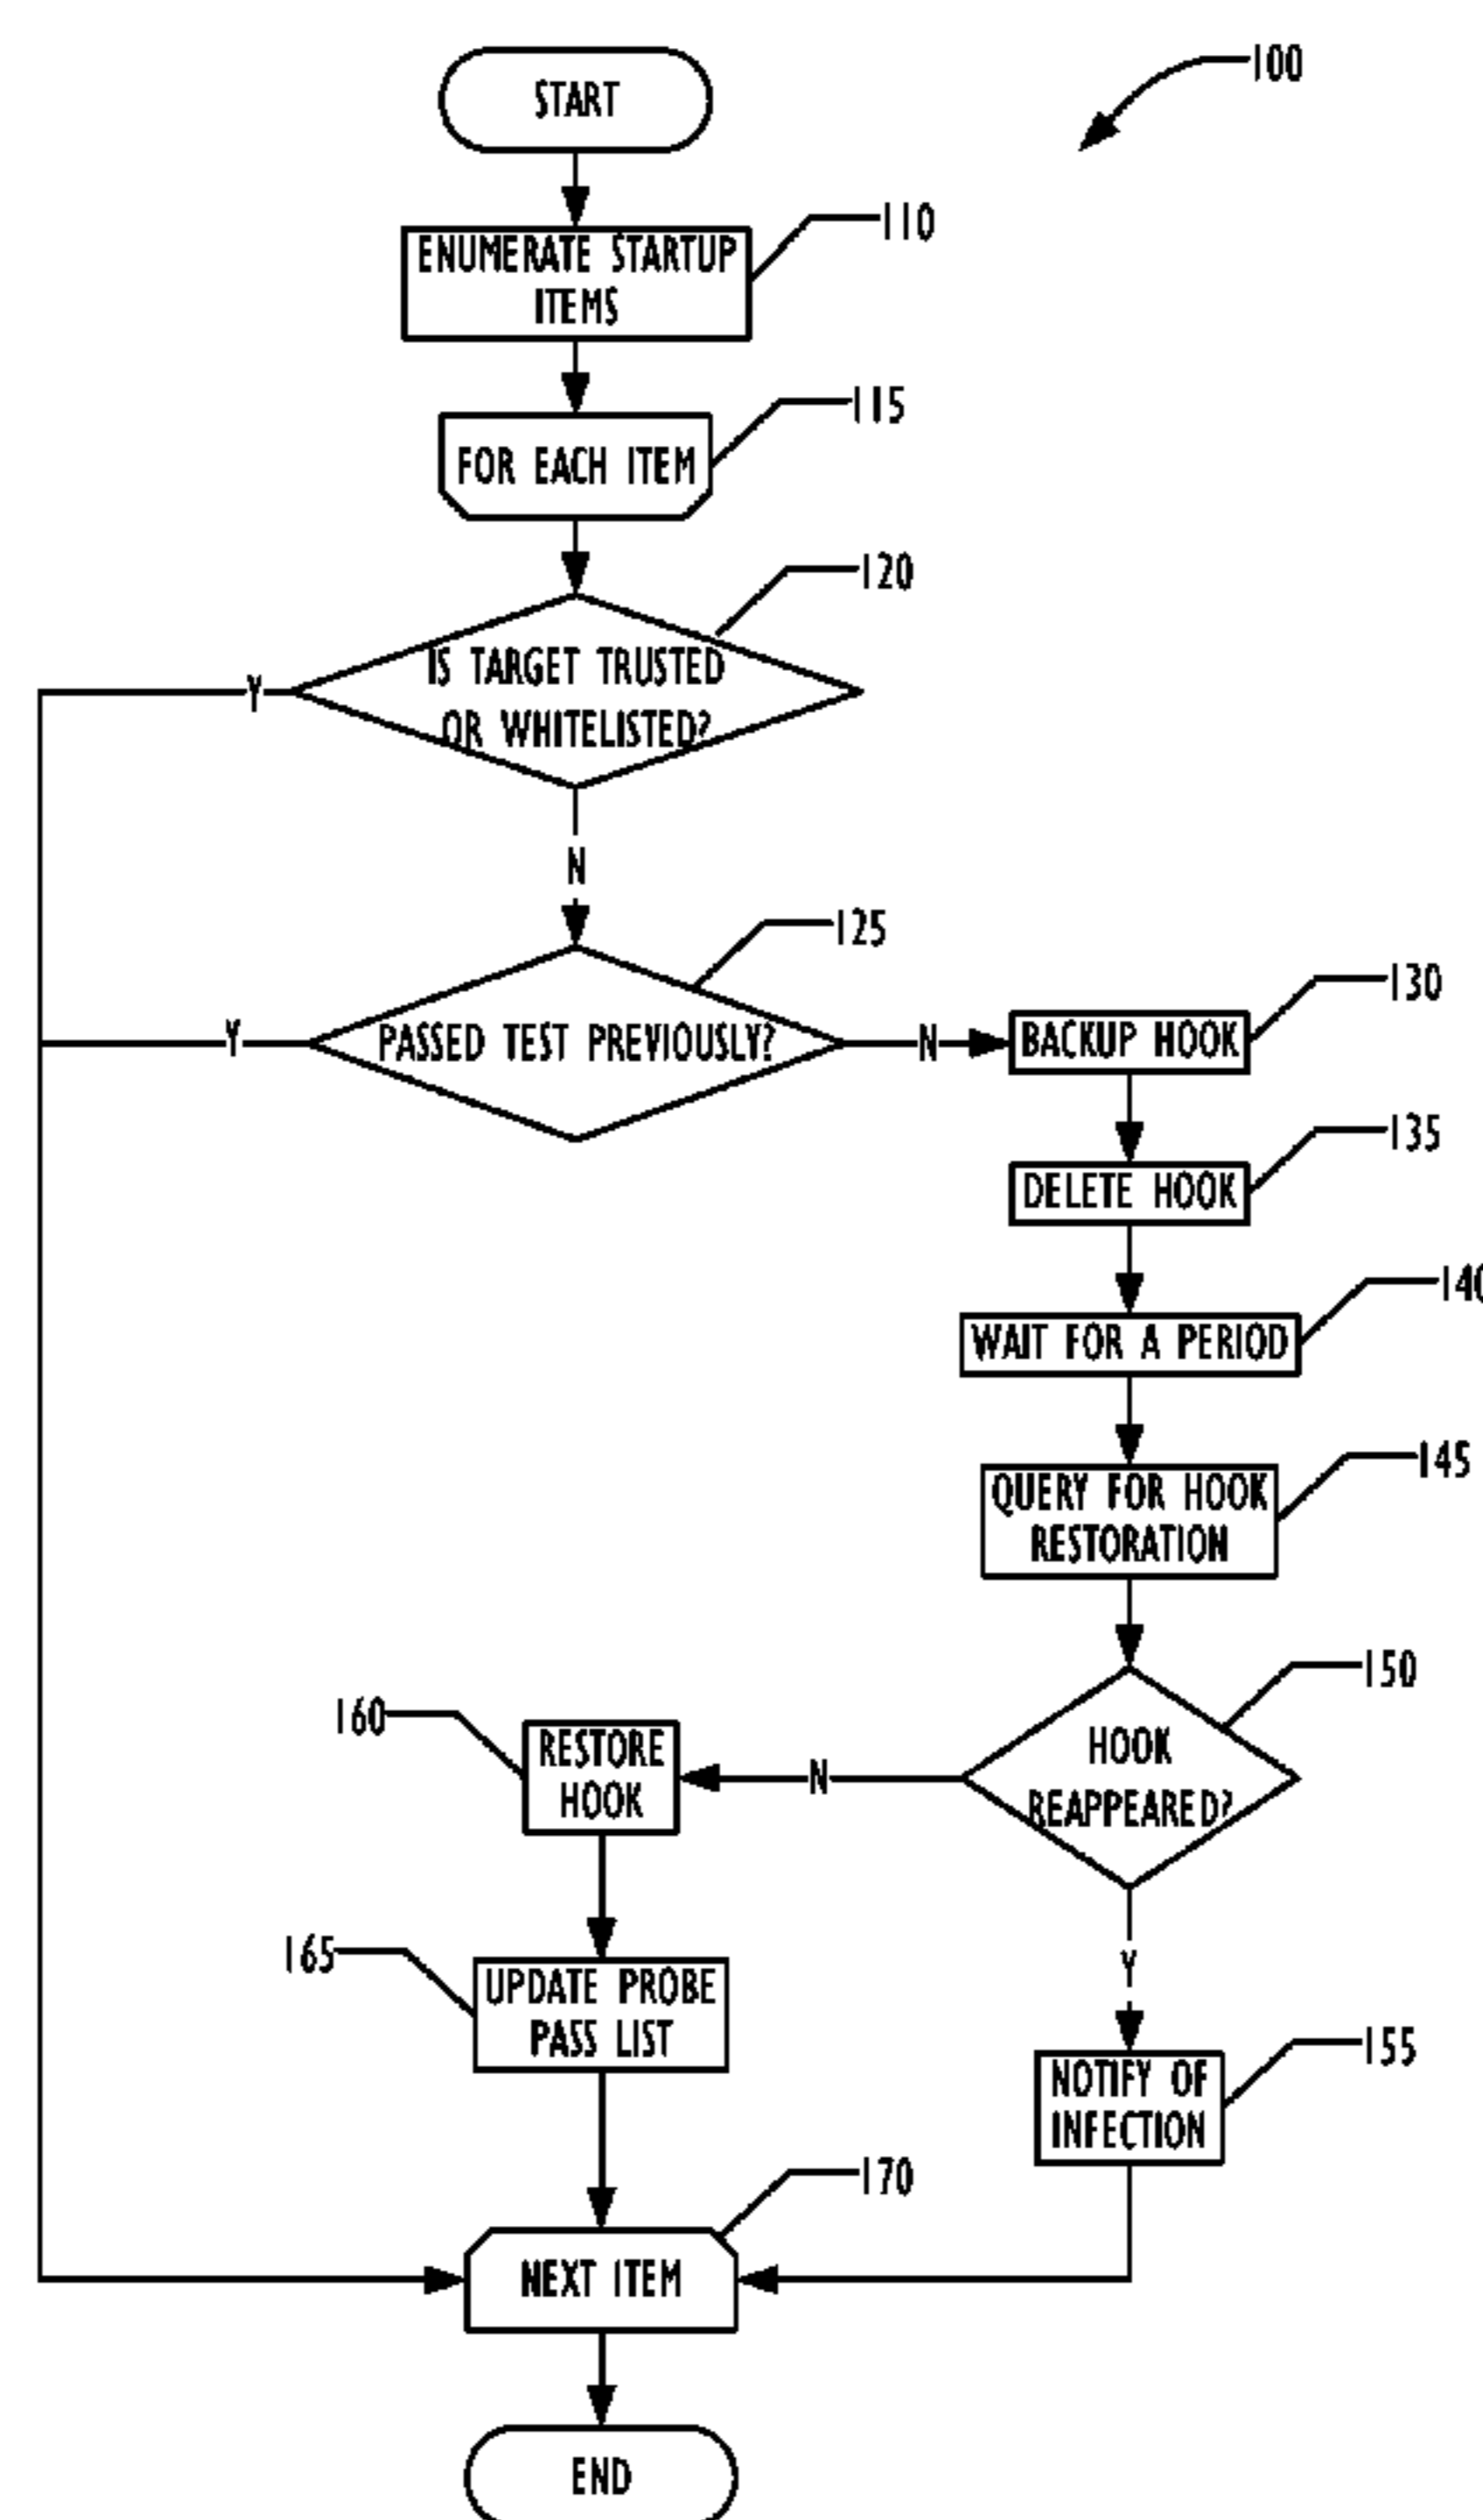 START
100
ENUMERATE STARTUP
ITEMS
110
FOR EACH ITEM
115
IS TARGET TRUSTED
OR WHITELISTED?
120
Y
N
PASSED TEST PREVIOUSLY?
125
Y
N
BACKUP HOOK
130
DELETE HOOK
135
WAIT FOR A PERIOD
140
QUERY FOR HOOK
RESTORATION
145
HOOK
REAPPEARED?
150
N
Y
RESTORE
HOOK
160
UPDATE PROBE
PASS LIST
165
NOTIFY OF
INFECTION
155
NEXT ITEM
170
END